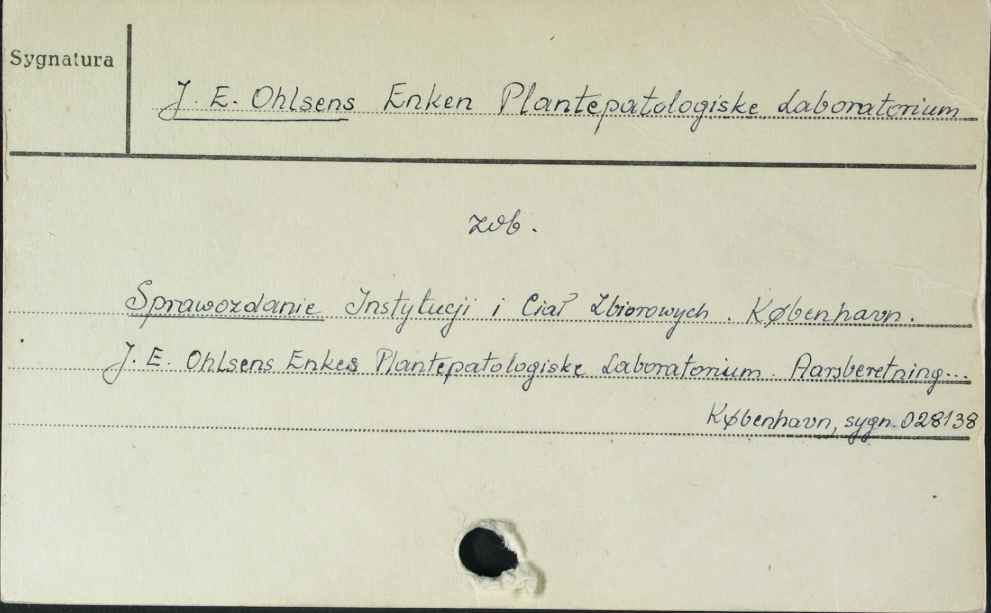 Sygnatura
J. E. Ohlsens Enken Plantepatologiske Laboratorium
zob.
Sprawozdanie Instytucji i Ciał Zbiorowych. København.
J. E. Ohlsens Enkes Plantepatologiske Laboratorium. Aarsberetning...
København, sygn. 028138